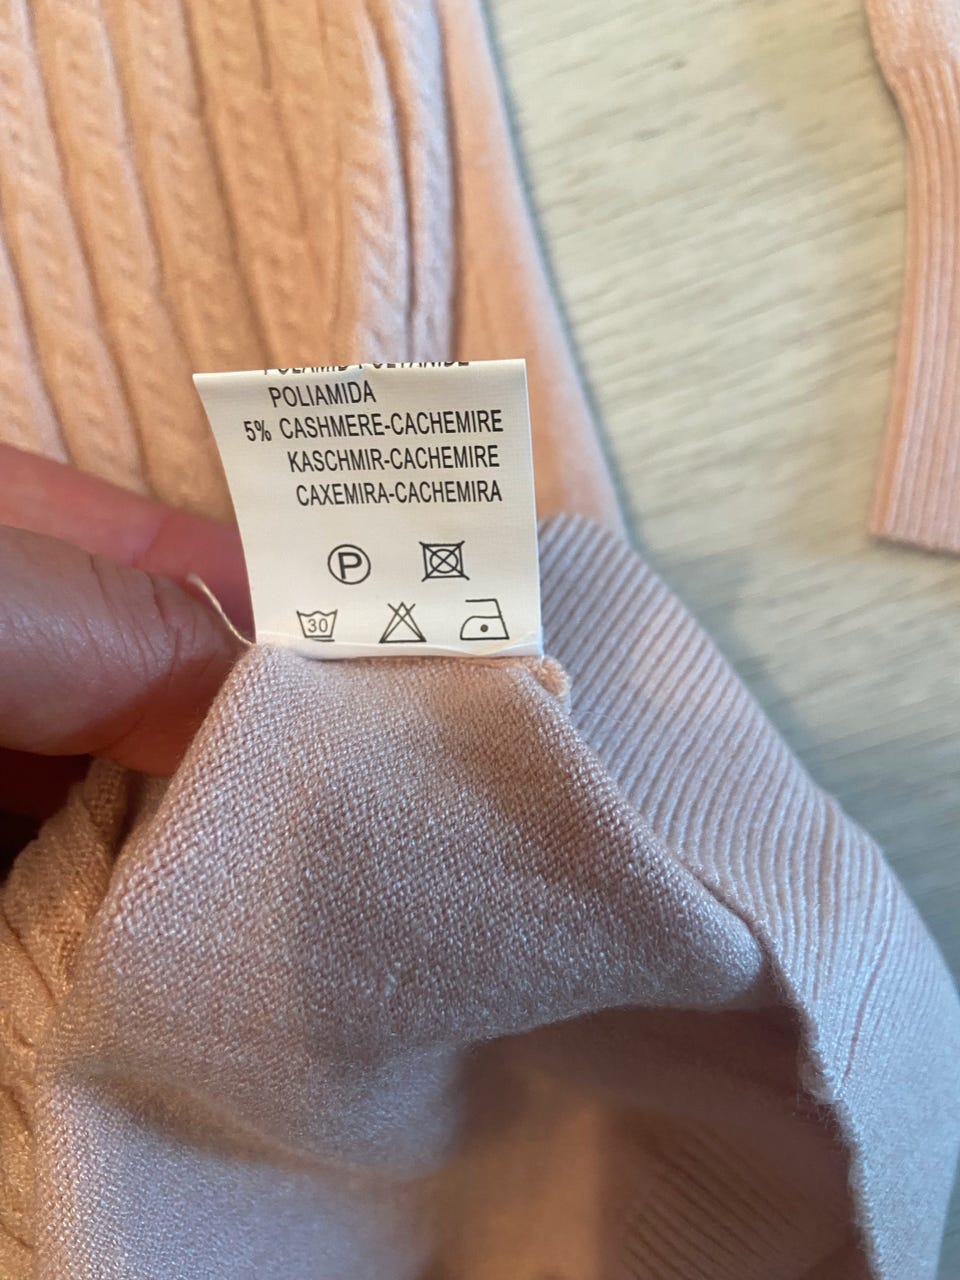 POLIAMIDA
5% CASHMERE-CACHEMIRE
KASCHMIR-CACHEMIRE
CAXEMIRA-CACHEMIRA
P
30